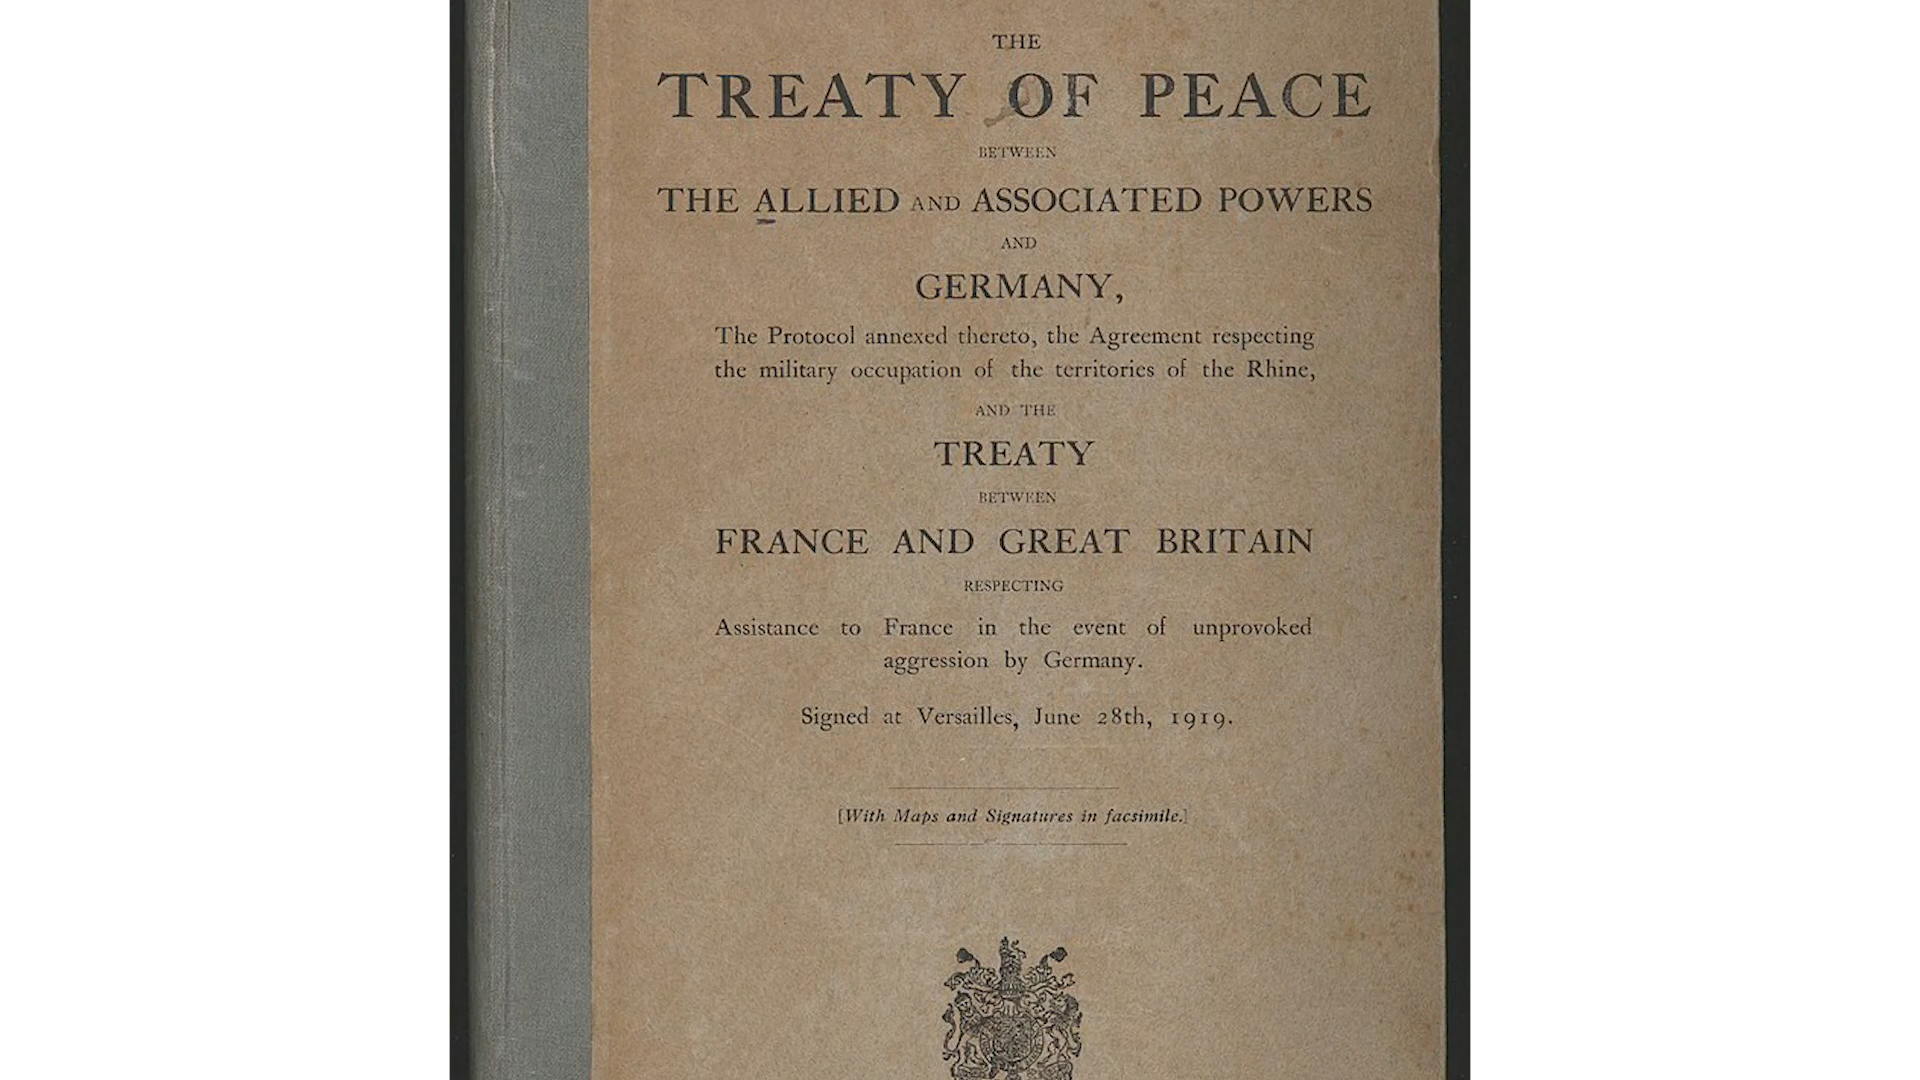 THE
TREATY OF PEACE
BETWEEN
THE ALLIED AND ASSOCIATED POWERS
AND
GERMANY,
The Protocol annexed thereto, the Agreement respecting
the military occupation of the territories of the Rhine,
AND THE
TREATY
BETWEEN
FRANCE AND GREAT BRITAIN
RESPECTING
Assistance to France in the event of unprovoked
aggression by Germany.
Signed at Versailles, June 28th, 1919.
[With Maps and Signatures in facsimile.]